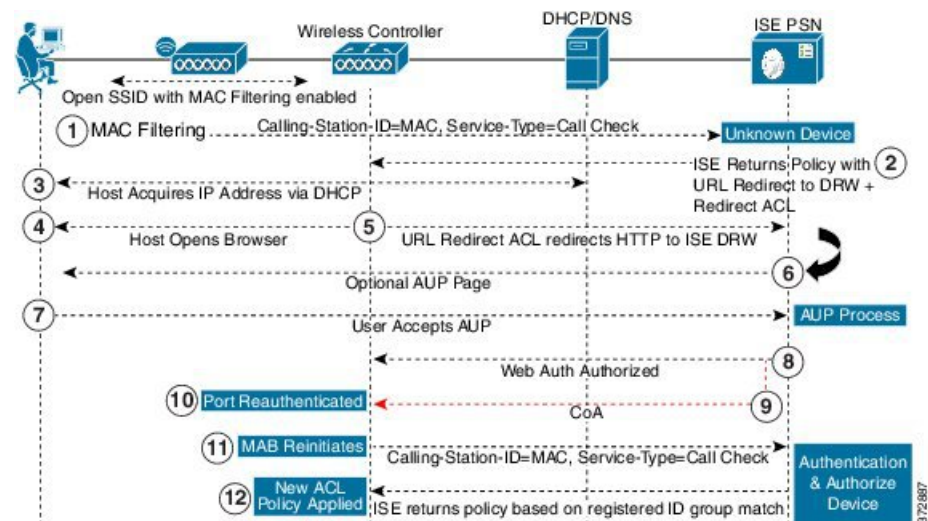 DHCP/DNS
ISE PSN
Wireless Controller
Open SSID with MAC Filtering enabled
1 MAC Filtering
Calling-Station-ID=MAC, Service-Type=Call Check
Unknown Device
ISE Returns Policy with
URL Redirect to DRW +
Redirect ACL
2
3
Host Acquires IP Address via DHCP
4
Host Opens Browser
5
URL Redirect ACL redirects HTTP to ISE DRW
6
Optional AUP Page
7
User Accepts AUP
AUP Process
8
Web Auth Authorized
9
CoA
10 Port Reauthenticated
11 MAB Reinitiates
Calling-Station-ID=MAC, Service-Type=Call Check
12 New ACL
Policy Applied
ISE returns policy based on registered ID group match
Authentication
& Authorize
Device
372887